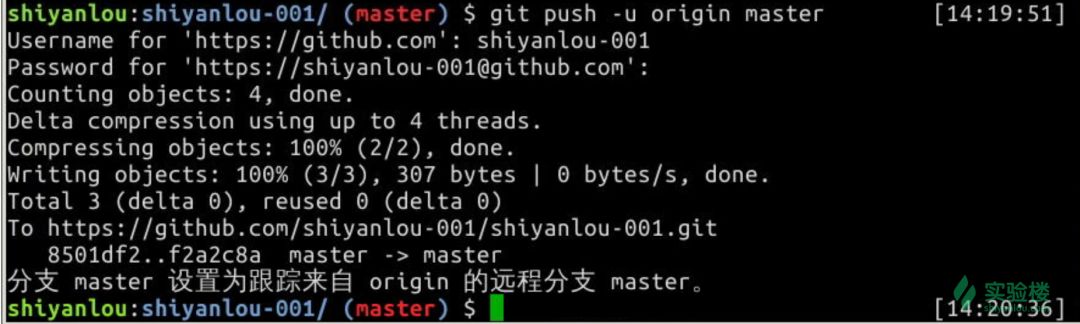 shiyanlou:shiyanlou-001/ (master) $ git push -u origin master [14:19:51]
Username for 'https://github.com': shiyanlou-001
Password for 'https://shiyanlou-001@github.com':
Counting objects: 4, done.
Delta compression using up to 4 threads.
Compressing objects: 100% (2/2), done.
Writing objects: 100% (3/3), 307 bytes | 0 bytes/s, done.
Total 3 (delta 0), reused 0 (delta 0)
To https://github.com/shiyanlou-001/shiyanlou-001.git
8501df2..f2a2c8a master -> master
分支 master 设置为跟踪来自 origin 的远程分支 master。
实验楼
shiyanlou:shiyanlou-001/ (master) $ [14:20:36]